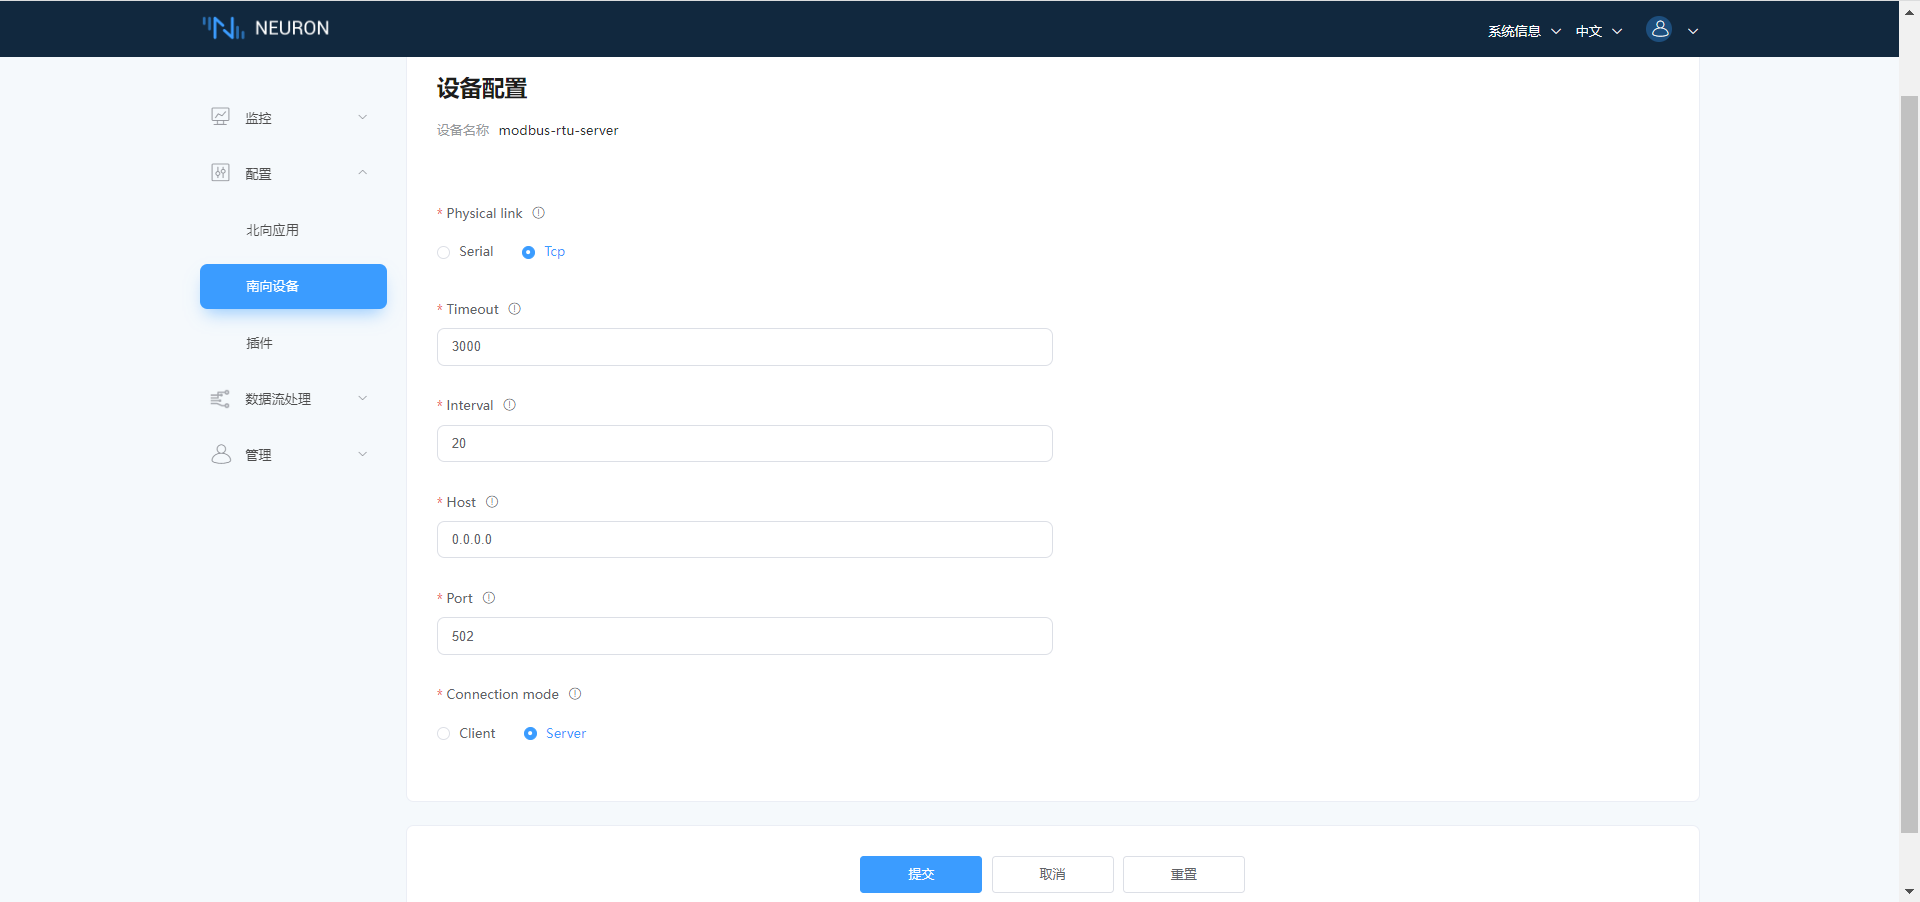 NEURON
系统信息
中文
监控
配置
北向应用
南向设备
插件
数据流处理
管理
设备配置
设备名称 modbus-rtu-server
* Physical link
Serial Tcp
* Timeout
3000
* Interval
20
* Host
0.0.0.0
* Port
502
* Connection mode
Client Server
提交 取消 重置